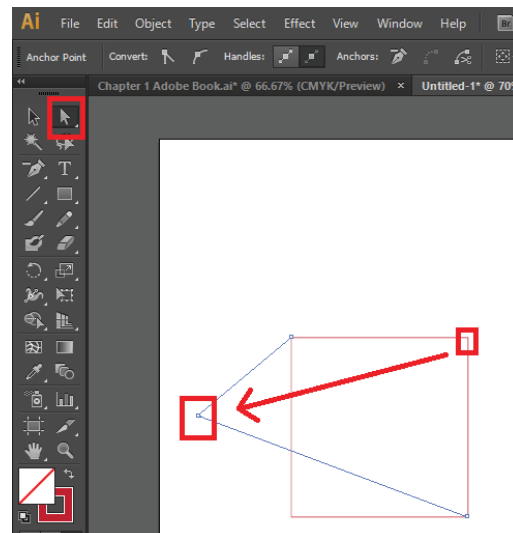 Ai File Edit Object Type Select Effect View Window Help Br
Anchor Point Convert: Handles: Anchors:
Chapter 1 Adobe Book.ai* @ 66.67% (CMYK/Preview) × Untitled-1* @ 70%
T